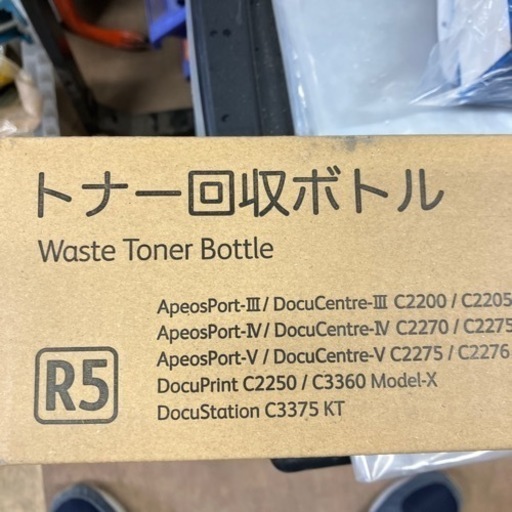 トナー回収ボトル
Waste Toner Bottle
ApeosPort-Ⅲ / DocuCentre-Ⅲ C2200 / C2205
ApeosPort-Ⅳ / DocuCentre-Ⅳ C2270 / C2275
ApeosPort-Ⅴ / DocuCentre-Ⅴ C2275 / C2276
R5
DocuPrint C2250 / C3360 Model-X
DocuStation C3375 KT